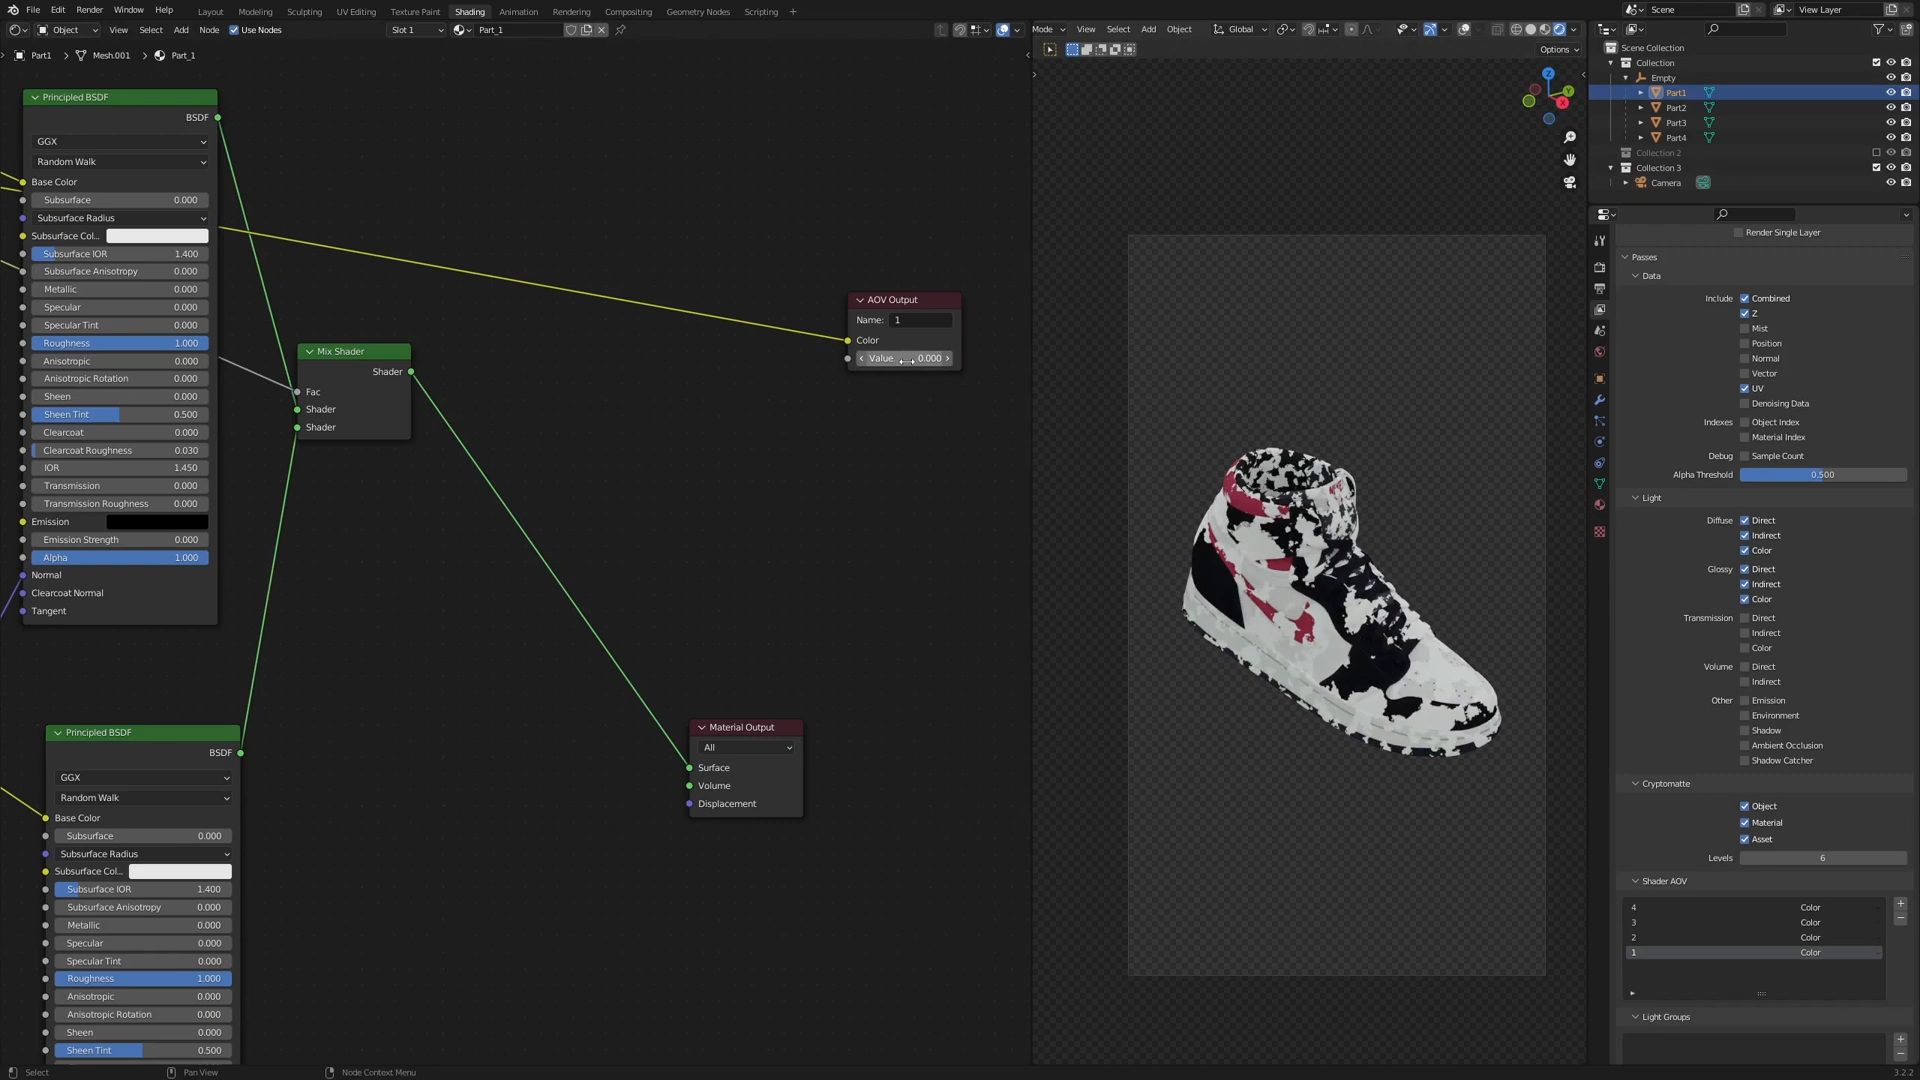 File Edit Render Window Help Layout Modeling Sculpting UV Editing Texture Paint Shading Animation Rendering Compositing Geometry Nodes Scripting + Scene View Layer
Object View Select Add Node Use Nodes Slot 1 Part_1
Mode View Select Add Object Global
Options
Part1 > Mesh.001 > Part_1
Principled BSDF
BSDF
GGX
Random Walk
Base Color
Subsurface 0.000
Subsurface Radius
Subsurface Col...
Subsurface IOR 1.400
Subsurface Anisotropy 0.000
Metallic 0.000
Specular 0.000
Specular Tint 0.000
Roughness 1.000
Anisotropic 0.000
Anisotropic Rotation 0.000
Sheen 0.000
Sheen Tint 0.500
Clearcoat 0.000
Clearcoat Roughness 0.030
IOR 1.450
Transmission 0.000
Transmission Roughness 0.000
Emission
Emission Strength 0.000
Alpha 1.000
Normal
Clearcoat Normal
Tangent
Mix Shader
Shader
Fac
Shader
Shader
AOV Output
Name: 1
Color
Value 0.000
Material Output
All
Surface
Volume
Displacement
Principled BSDF
BSDF
GGX
Random Walk
Base Color
Subsurface 0.000
Subsurface Radius
Subsurface Col...
Subsurface IOR 1.400
Subsurface Anisotropy 0.000
Metallic 0.000
Specular 0.000
Specular Tint 0.000
Roughness 1.000
Anisotropic 0.000
Anisotropic Rotation 0.000
Sheen 0.000
Sheen Tint 0.500
Z
Y
X
Scene Collection
Collection
Empty
Part1
Part2
Part3
Part4
Collection 2
Collection 3
Camera
Render Single Layer
Passes
Data
Include Combined
Z
Mist
Position
Normal
Vector
UV
Denoising Data
Indexes Object Index
Material Index
Debug Sample Count
Alpha Threshold 0.500
Light
Diffuse Direct
Indirect
Color
Glossy Direct
Indirect
Color
Transmission Direct
Indirect
Color
Volume Direct
Indirect
Other Emission
Environment
Shadow
Ambient Occlusion
Shadow Catcher
Cryptomatte
Object
Material
Asset
Levels 6
Shader AOV
4 Color
3 Color
2 Color
1 Color
Light Groups
Select Pan View Node Context Menu 3.2.2